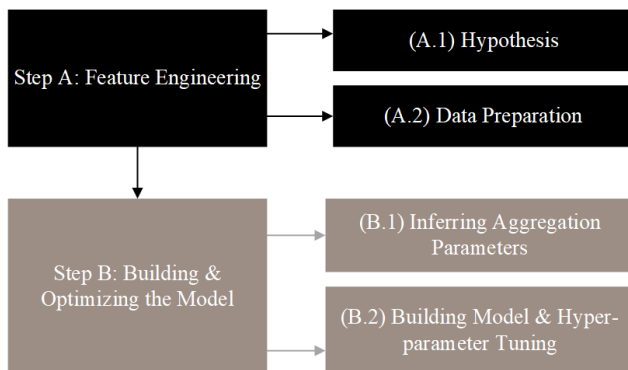 Step A: Feature Engineering
(A.1) Hypothesis
(A.2) Data Preparation
Step B: Building &
Optimizing the Model
(B.1) Inferring Aggregation
Parameters
(B.2) Building Model & Hyper-
parameter Tuning